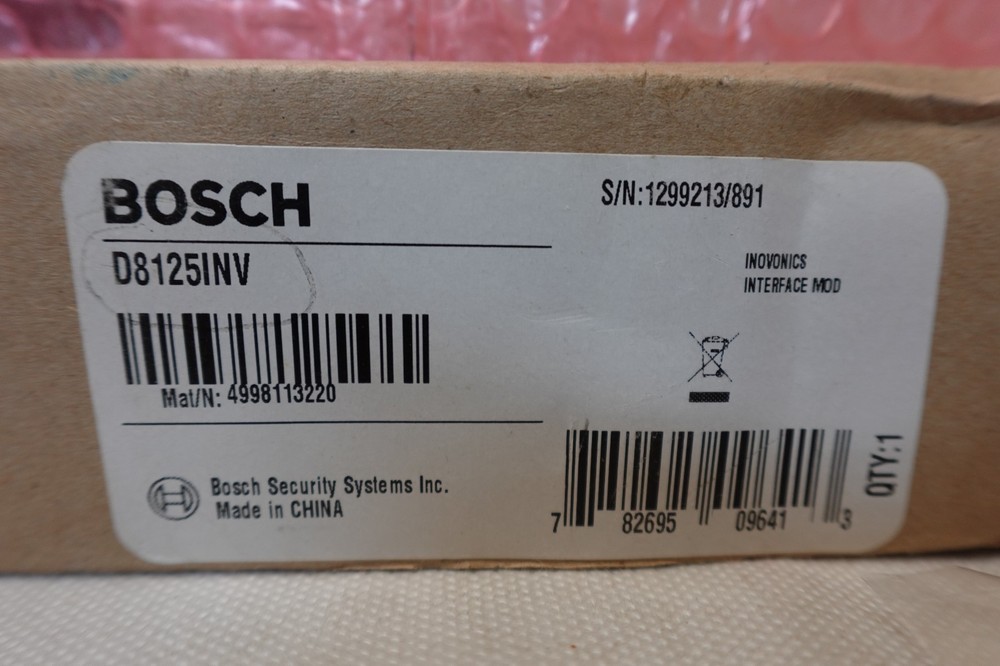 BOSCH
S/N:1299213/891
D8125INV
INOVONICS
INTERFACE MOD
Mat/N: 4998113220
Bosch Security Systems Inc.
Made in CHINA
7 82695 09641 3
QTY:1